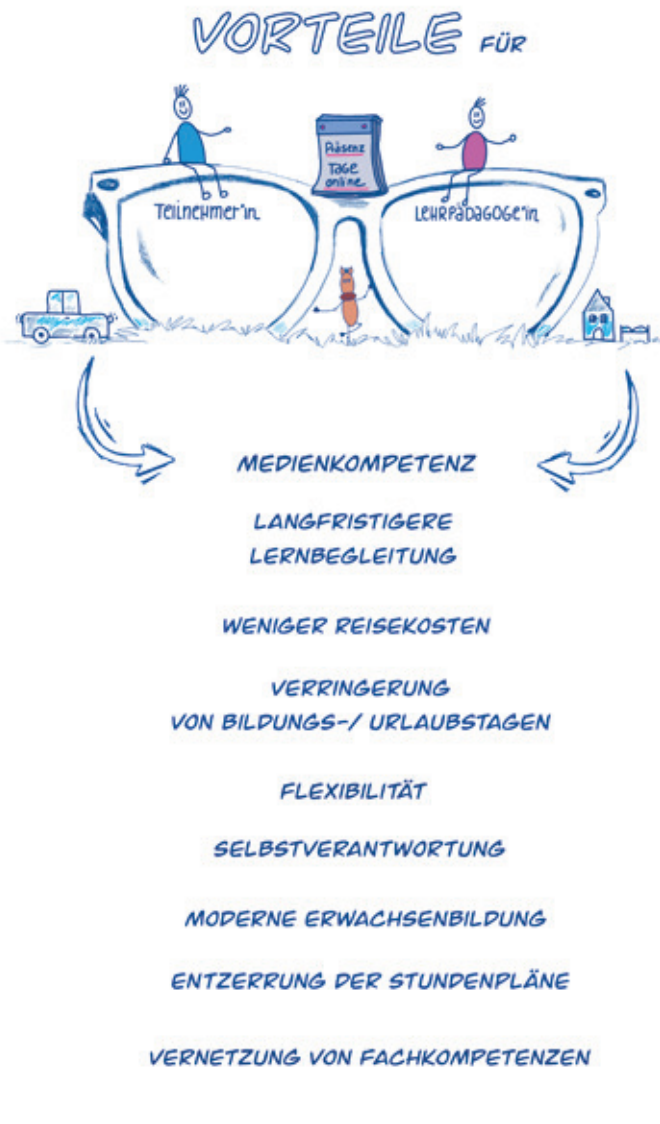 VORTEILE FÜR
Präsenz
Tage
online
Teilnehmer*in
Lehrpädagoge*in
MEDIENKOMPETENZ
LANGFRISTIGERE
LERNBEGLEITUNG
WENIGER REISEKOSTEN
VERRINGERUNG
VON BILDUNGS-/ URLAUBSTAGEN
FLEXIBILITÄT
SELBSTVERANTWORTUNG
MODERNE ERWACHSENBILDUNG
ENTZERRUNG DER STUNDENPLÄNE
VERNETZUNG VON FACHKOMPETENZEN